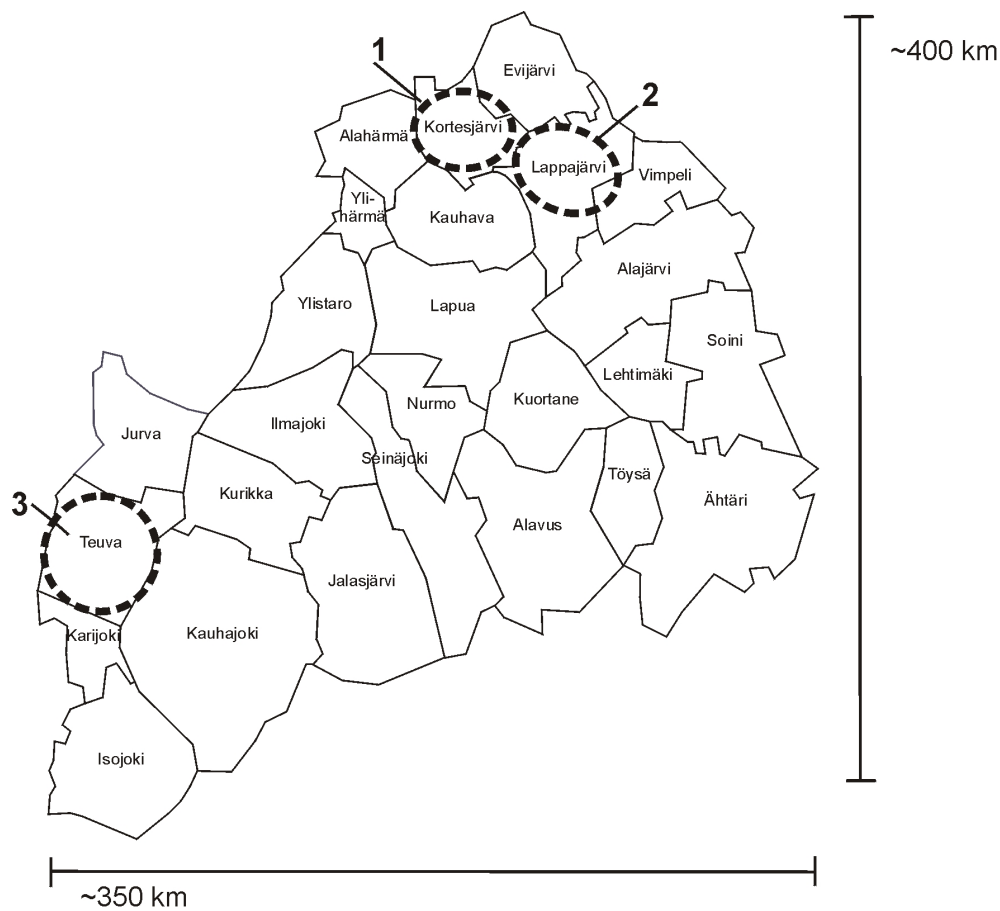 ~400 km
1
Evijärvi
2
Kortesjärvi
Alahärmä
Lappajärvi
Vimpeli
Yli-
härmä
Kauhava
Alajärvi
Ylistaro
Lapua
Soini
Lehtimäki
Kuortane
Nurmo
Ilmajoki
Jurva
Seinäjoki
Töysä
Kurikka
Ähtäri
3
Alavus
Teuva
Jalasjärvi
Karijoki
Kauhajoki
Isojoki
~350 km